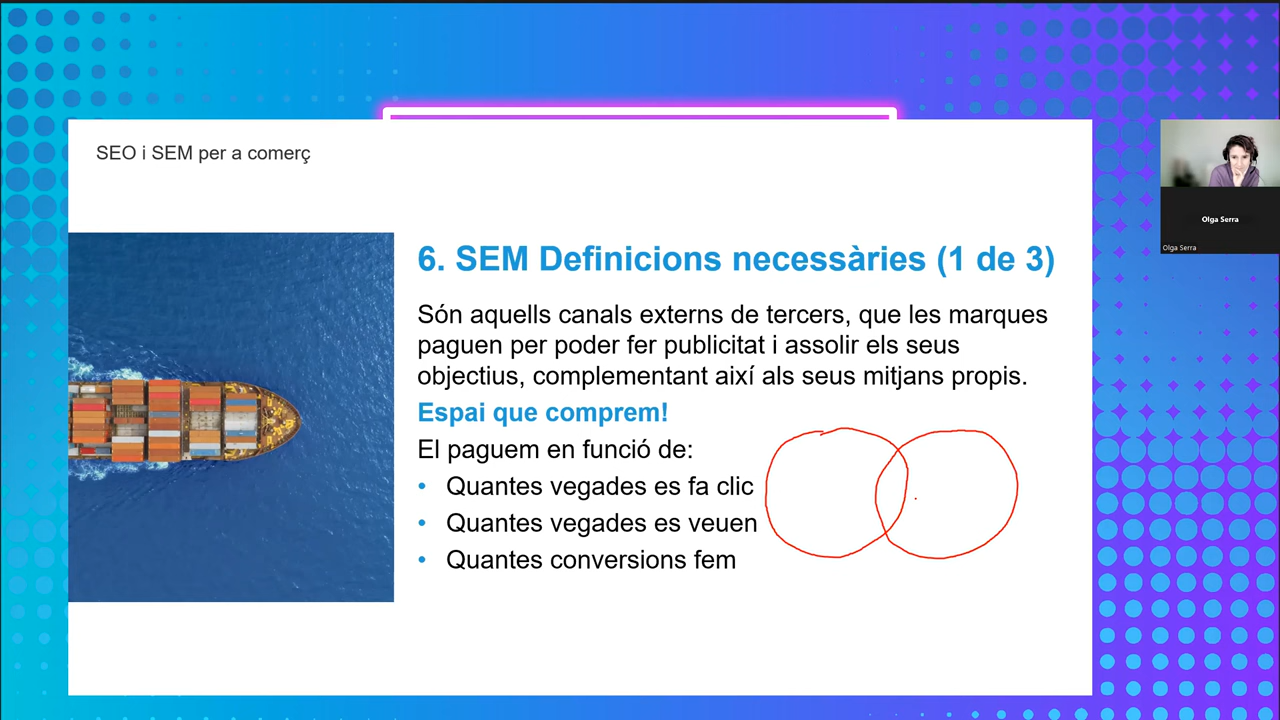 SEO i SEM per a comerç
6. SEM Definicions necessàries (1 de 3)
Són aquells canals externs de tercers, que les marques
paguen per poder fer publicitat i assolir els seus
objectius, complementant així als seus mitjans propis.
Espai que comprem!
El paguem en funció de:
• Quantes vegades es fa clic
• Quantes vegades es veuen
• Quantes conversions fem
Olga Serra
Olga Serra